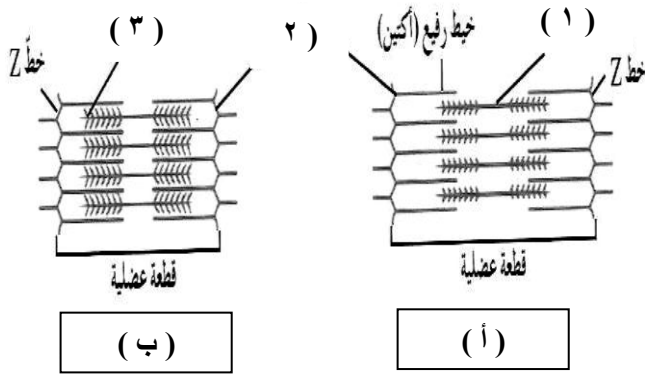 ( ١ )
خيط رفيع (أكتين)
٢ )
( ٣ )
خط Z
خطّ Z
قطعة عضلية
قطعة عضلية
( أ )
( ب )